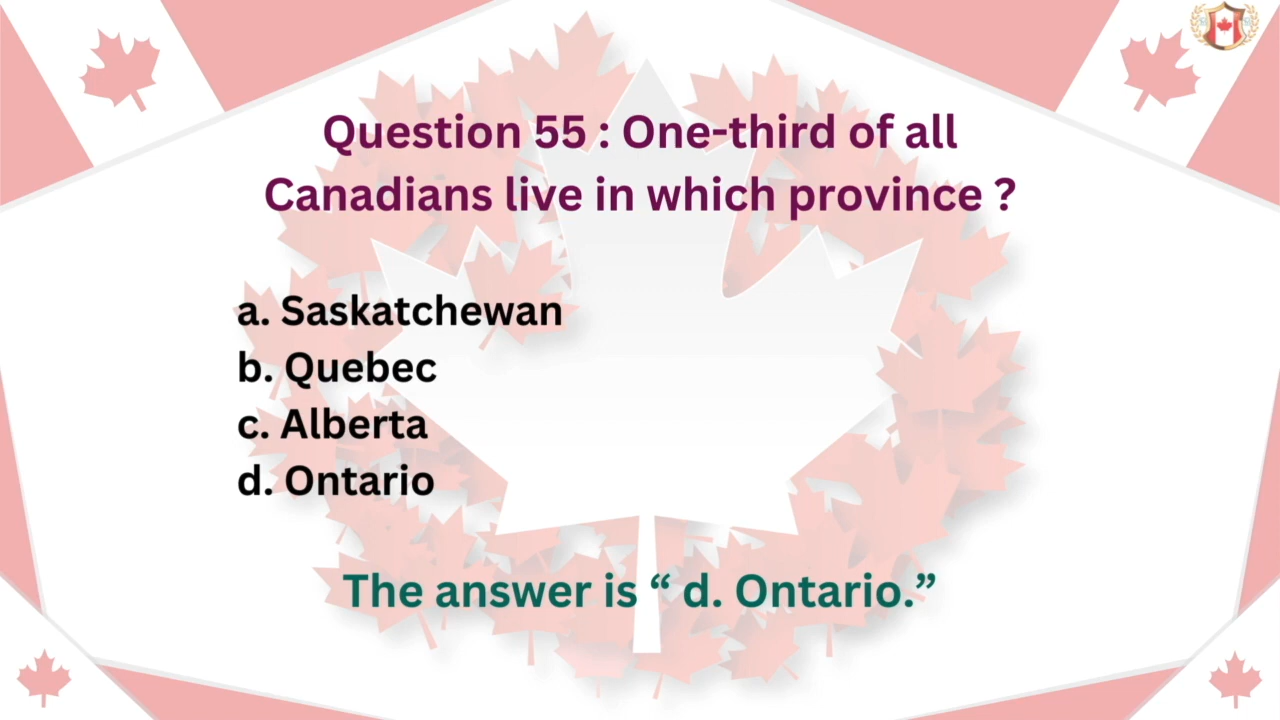 Question 55 : One-third of all
Canadians live in which province ?
a. Saskatchewan
b. Quebec
c. Alberta
d. Ontario
The answer is “ d. Ontario.”